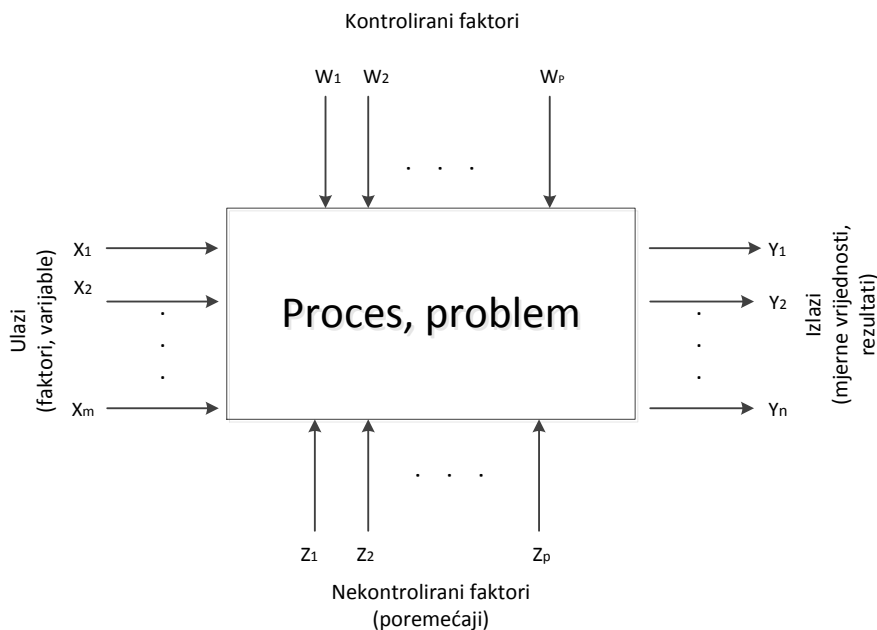 Kontrolirani faktori
W1 W2 WP
. . .
X1
X2
.
.
.
Xm
Ulazi
(faktori, varijable)
Proces, problem
Y1
Y2
.
.
.
Yn
Izlazi
(mjerne vrijednosti,
rezultati)
. . .
Z1 Z2 Zp
Nekontrolirani faktori
(poremećaji)